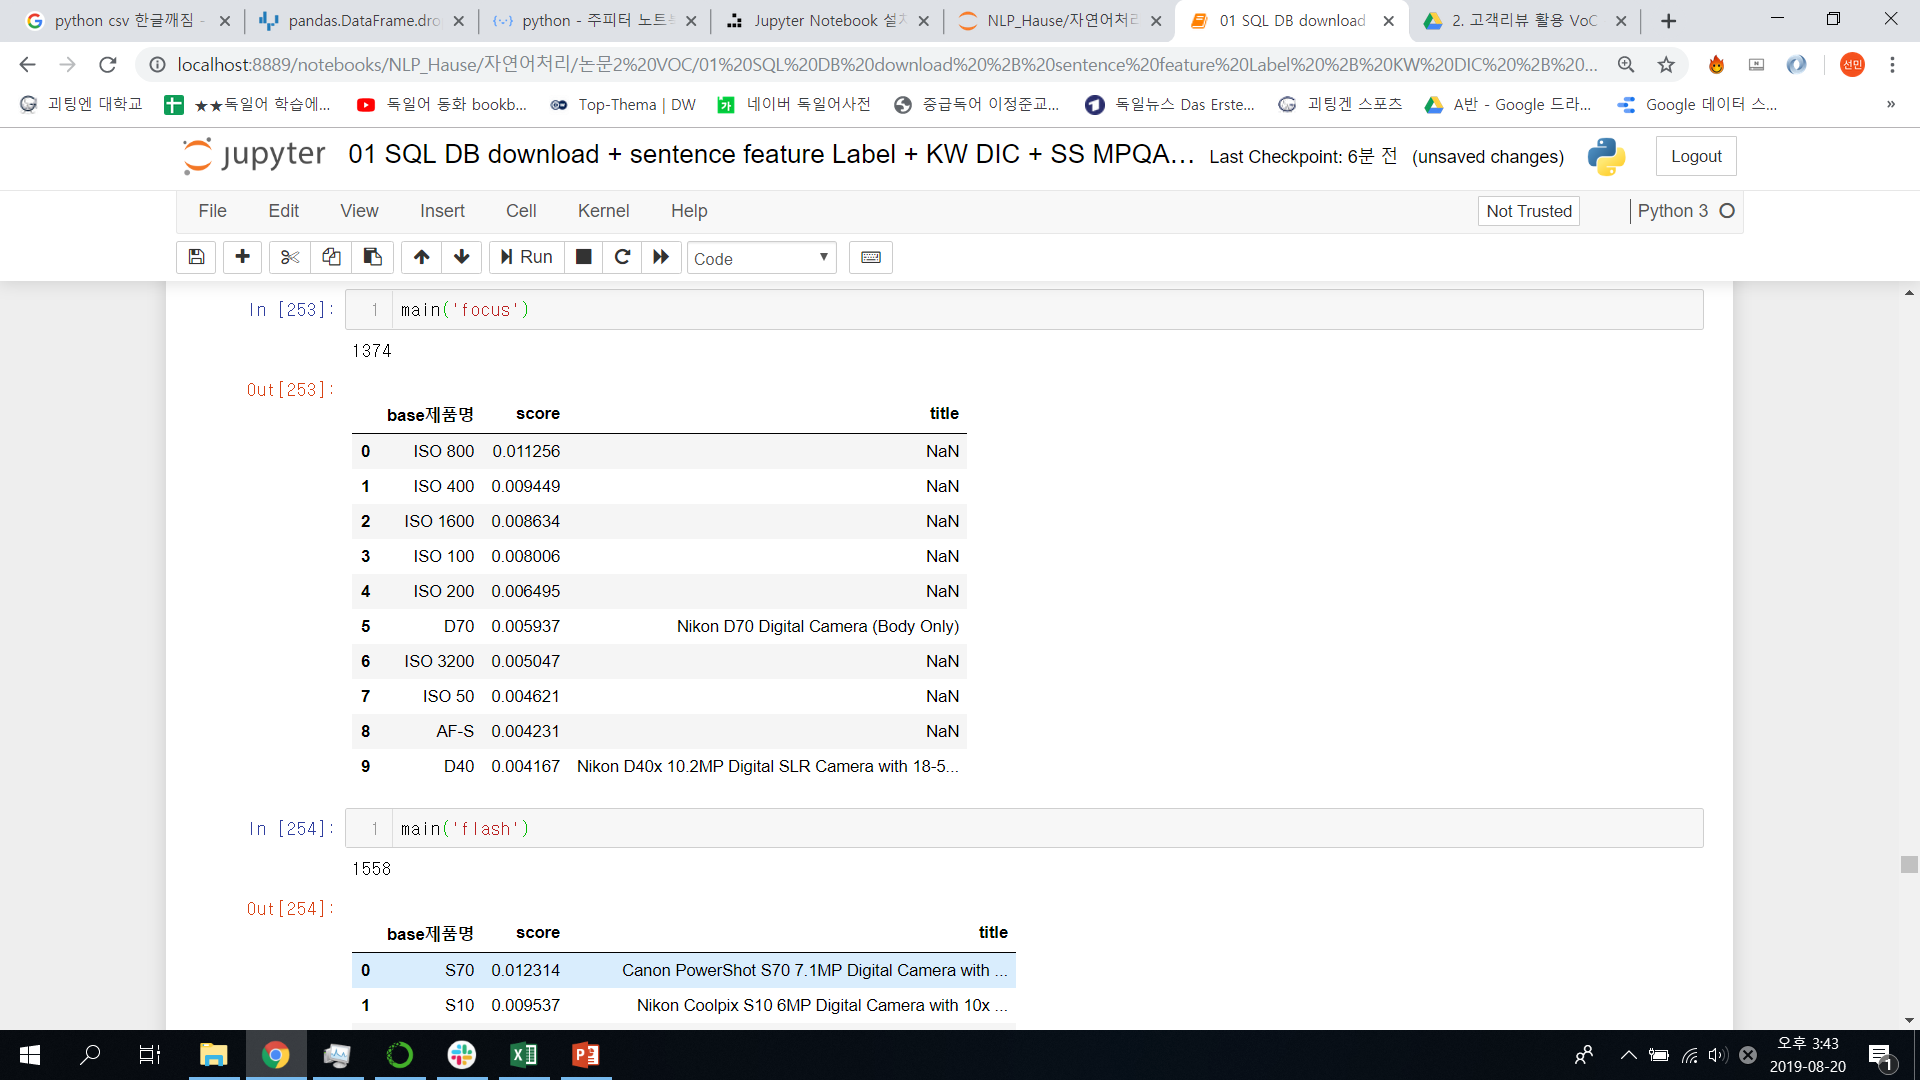 python csv 한글깨짐 -
pandas.DataFrame.dro
python - 주피터 노트
Jupyter Notebook 설치
NLP_Hause/자연어처리
01 SQL DB download
2. 고객리뷰 활용 VoC
localhost:8889/notebooks/NLP_Hause/자연어처리/논문2%20VOC/01%20SQL%20DB%20download%20%2B%20sentence%20feature%20Label%20%2B%20KW%20DIC%20%2B%20...
선민
괴팅엔 대학교
★★독일어 학습에...
독일어 동화 bookb...
Top-Thema | DW
네이버 독일어사전
중급독어 이정준교...
독일뉴스 Das Erste...
괴팅겐 스포츠
A반 - Google 드라...
Google 데이터 스...
»
jupyter 01 SQL DB download + sentence feature Label + KW DIC + SS MPQA... Last Checkpoint: 6분 전 (unsaved changes) Logout
File Edit View Insert Cell Kernel Help Not Trusted Python 3
Run Code
In [253]: 1 main('focus')
1374
Out[253]:
base제품명 score title
0 ISO 800 0.011256 NaN
1 ISO 400 0.009449 NaN
2 ISO 1600 0.008634 NaN
3 ISO 100 0.008006 NaN
4 ISO 200 0.006495 NaN
5 D70 0.005937 Nikon D70 Digital Camera (Body Only)
6 ISO 3200 0.005047 NaN
7 ISO 50 0.004621 NaN
8 AF-S 0.004231 NaN
9 D40 0.004167 Nikon D40x 10.2MP Digital SLR Camera with 18-5...
In [254]: 1 main('flash')
1558
Out[254]:
base제품명 score title
0 S70 0.012314 Canon PowerShot S70 7.1MP Digital Camera with ...
1 S10 0.009537 Nikon Coolpix S10 6MP Digital Camera with 10x ...
오후 3:43
2019-08-20
1